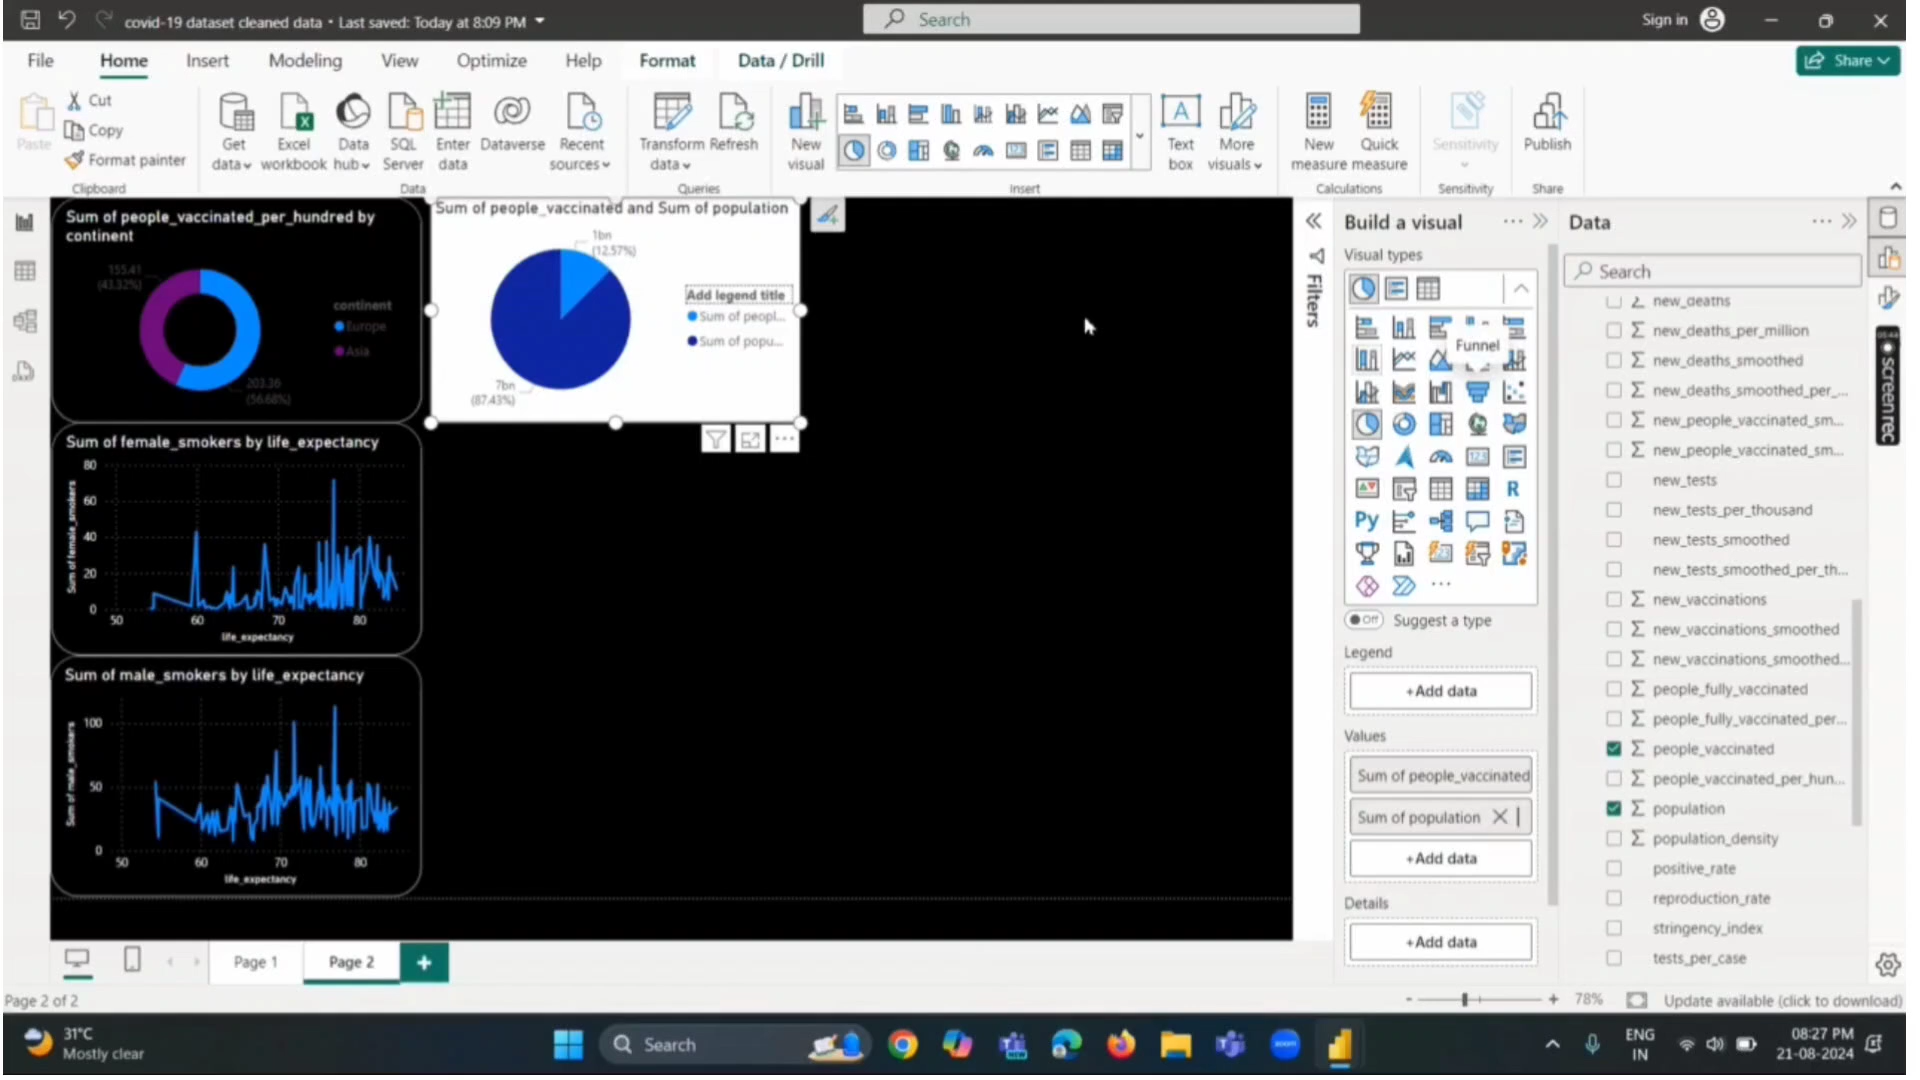 covid-19 dataset cleaned data • Last saved: Today at 8:09 PM
Search
Sign in
File
Home
Insert
Modeling
View
Optimize
Help
Format
Data / Drill
Share
Paste
Cut
Copy
Format painter
Clipboard
Get data
Excel workbook
Data hub
SQL Server
Enter data
Dataverse
Recent sources
Data
Transform data
Refresh
Queries
New visual
Text box
More visuals
Insert
New measure
Quick measure
Calculations
Sensitivity
Sensitivity
Publish
Share
Sum of people_vaccinated_per_hundred by
continent
155.41
(43.32%)
continent
Europe
Asia
203.36
(56.68%)
Sum of people_vaccinated and Sum of population
1bn
(12.57%)
Add legend title
Sum of peopl...
Sum of popu...
7bn
(87.43%)
Sum of female_smokers by life_expectancy
Sum of female_smokers
80
60
40
20
0
50
60
70
80
life_expectancy
Sum of male_smokers by life_expectancy
Sum of male_smokers
100
50
0
50
60
70
80
life_expectancy
Filters
Build a visual
Visual types
Funnel
R
Py
123
Off
Suggest a type
Legend
+Add data
Values
Sum of people_vaccinated
Sum of population
+Add data
Details
+Add data
Data
Search
new_deaths
new_deaths_per_million
new_deaths_smoothed
new_deaths_smoothed_per_...
new_people_vaccinated_sm...
new_people_vaccinated_sm...
new_tests
new_tests_per_thousand
new_tests_smoothed
new_tests_smoothed_per_th...
new_vaccinations
new_vaccinations_smoothed
new_vaccinations_smoothed...
people_fully_vaccinated
people_fully_vaccinated_per...
people_vaccinated
people_vaccinated_per_hun...
population
population_density
positive_rate
reproduction_rate
stringency_index
tests_per_case
screenrec
Page 1
Page 2
Page 2 of 2
78%
Update available (click to download)
31°C
Mostly clear
Search
zoom
ENG
IN
08:27 PM
21-08-2024